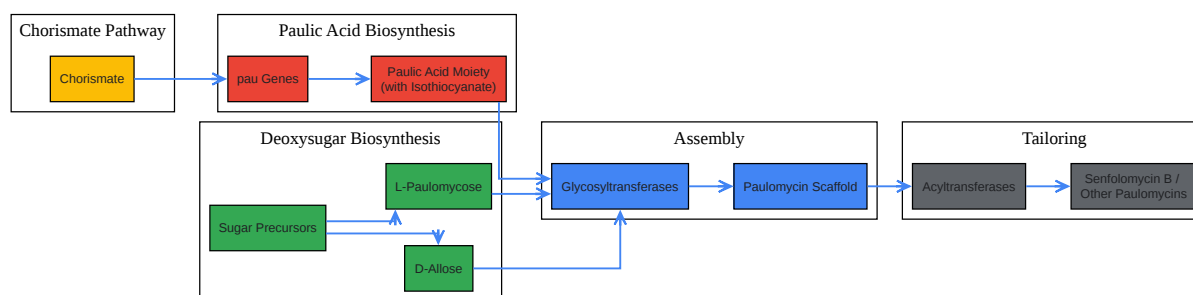 Chorismate Pathway
Chorismate
Paulic Acid Biosynthesis
pau Genes
Paulic Acid Moiety
(with Isothiocyanate)
Deoxysugar Biosynthesis
L-Paulomycose
Sugar Precursors
D-Allose
Assembly
Glycosyltransferases
Paulomycin Scaffold
Tailoring
Acyltransferases
Senfolomycin B /
Other Paulomycins